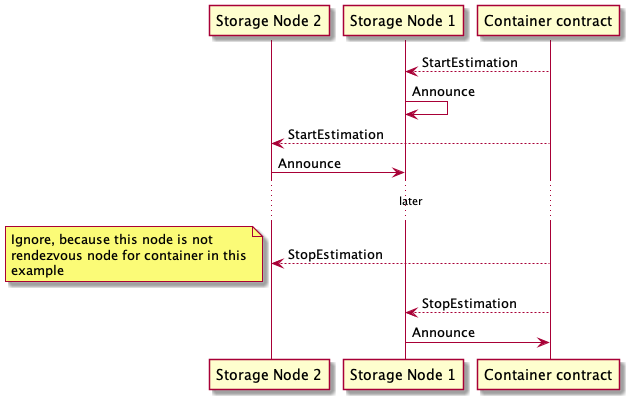 Storage Node 2
Storage Node 1
Container contract
StartEstimation
Announce
StartEstimation
Announce
later
Ignore, because this node is not
rendezvous node for container in this
example
StopEstimation
StopEstimation
Announce
Storage Node 2
Storage Node 1
Container contract